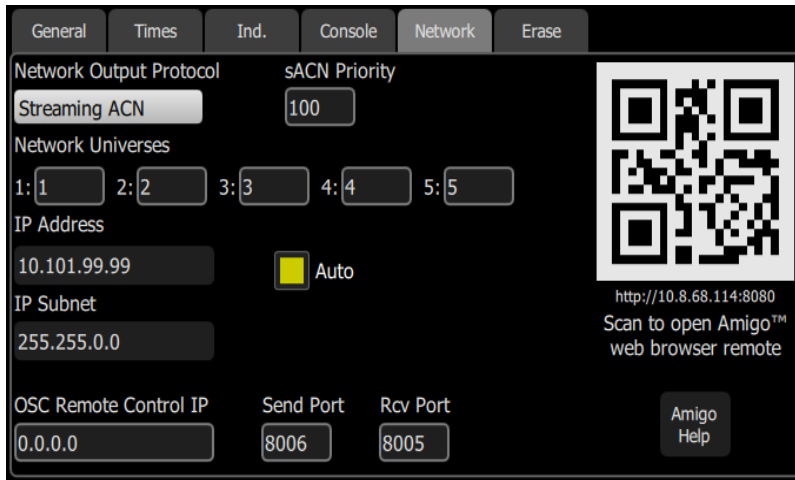 General Times Ind. Console Network Erase
Network Output Protocol sACN Priority
Streaming ACN 100
Network Universes
1: 1 2: 2 3: 3 4: 4 5: 5
IP Address
10.101.99.99 Auto
IP Subnet
255.255.0.0
http://10.8.68.114:8080
Scan to open Amigo™
web browser remote
OSC Remote Control IP Send Port Rcv Port
0.0.0.0 8006 8005
Amigo
Help